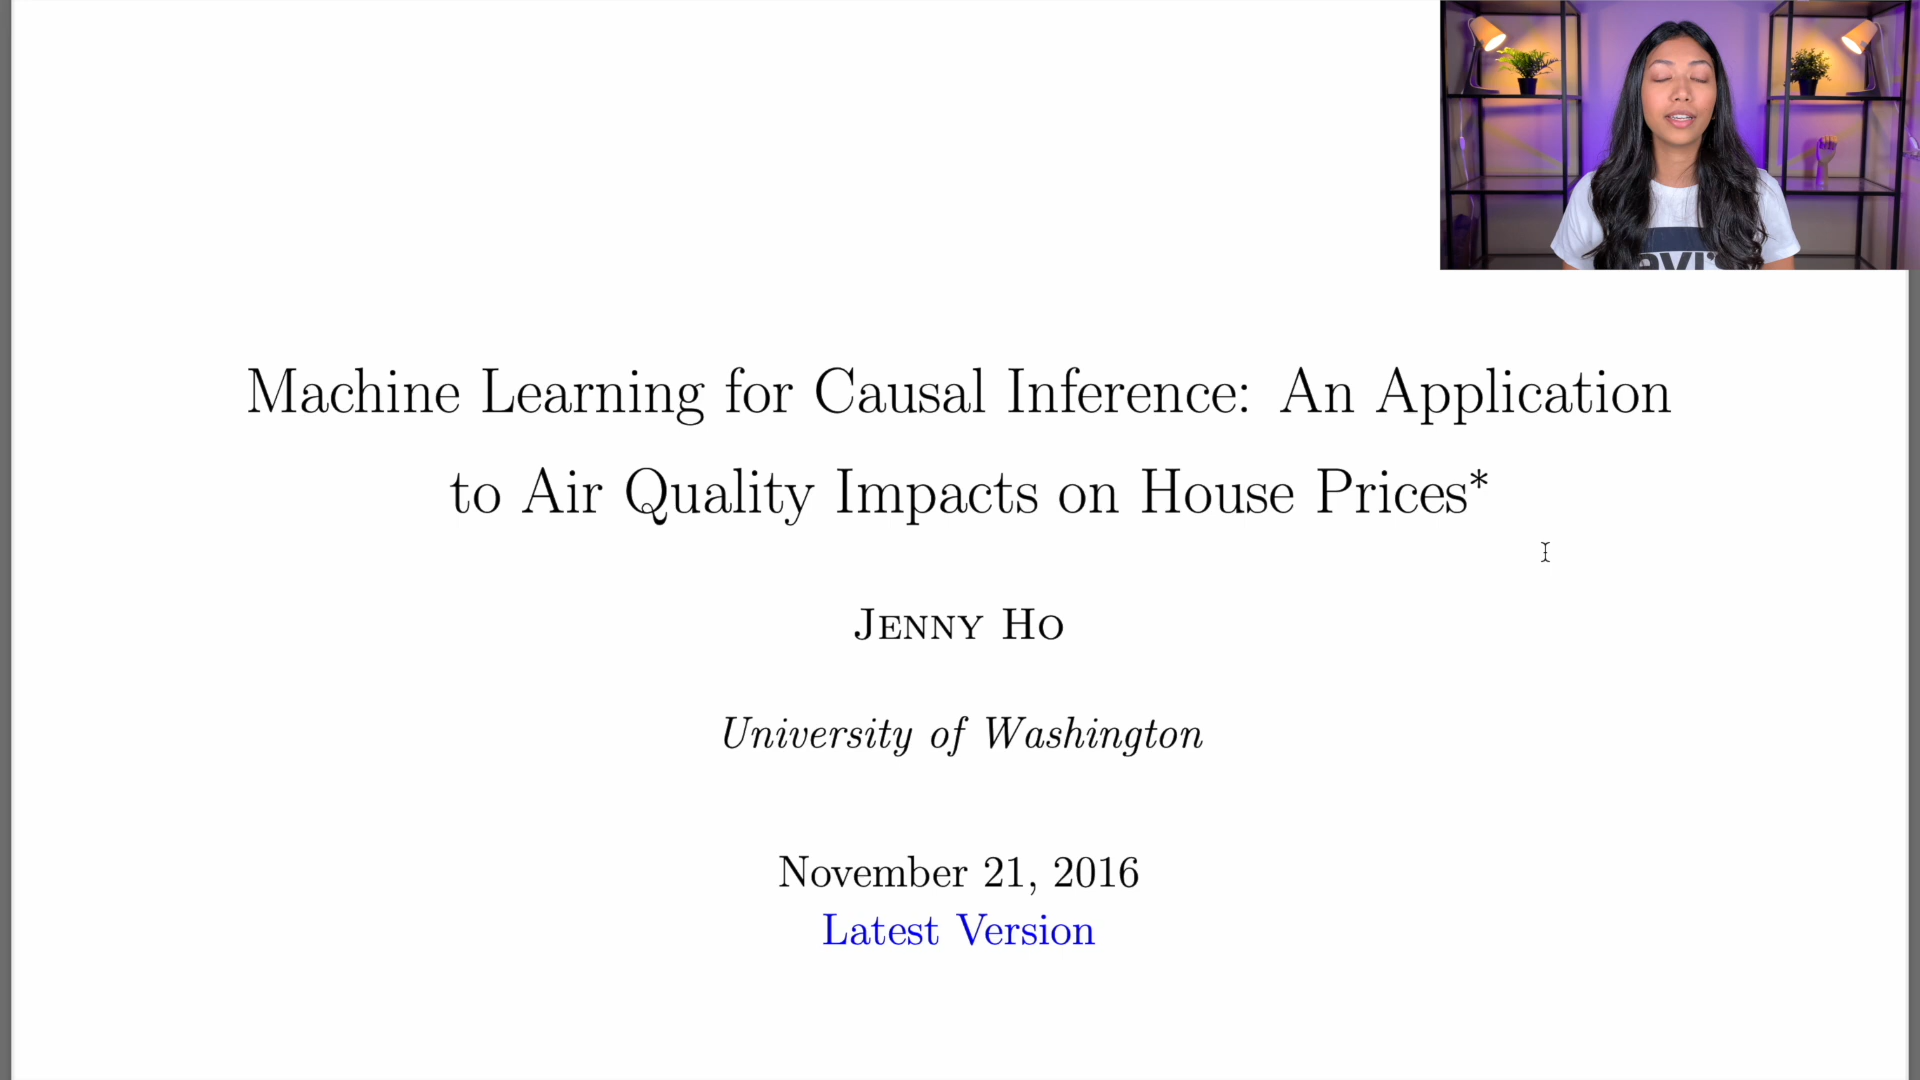 Machine Learning for Causal Inference: An Application
to Air Quality Impacts on House Prices*
JENNY HO
University of Washington
November 21, 2016
Latest Version